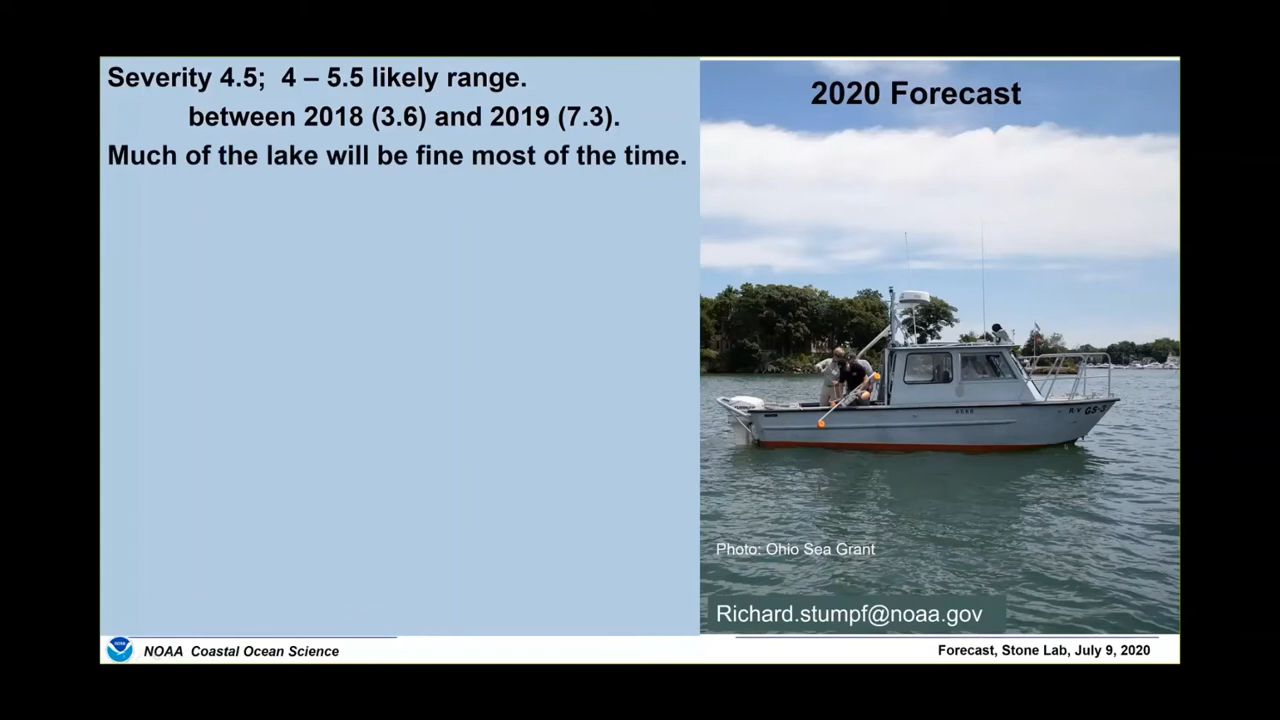 Severity 4.5; 4 – 5.5 likely range.
between 2018 (3.6) and 2019 (7.3).
Much of the lake will be fine most of the time.
2020 Forecast
R/V GS-3
Photo: Ohio Sea Grant
Richard.stumpf@noaa.gov
NOAA Coastal Ocean Science
Forecast, Stone Lab, July 9, 2020